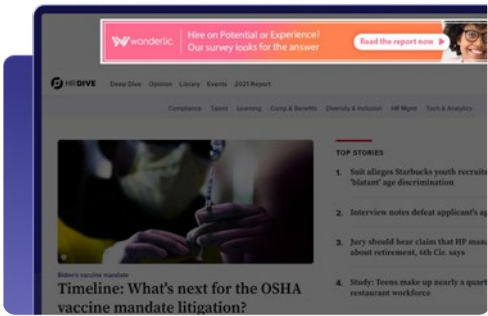 wonderlic
Hire on Potential or Experience?
Our survey looks for the answer
Read the report now
HRDIVE
Deep Dive Opinion Library Events 2021 Report
Compliance Talent Learning Comp & Benefits Diversity & Inclusion HR Mgmt Tech & Analytics
Biden's vaccine mandate
Timeline: What's next for the OSHA
vaccine mandate litigation?
TOP STORIES
1. Suit alleges Starbucks youth
'blatant' age discrimination
2. Interview notes defeat applicant's
3. Jury should hear claim that HP
about retirement, 6th Cir. says
4. Study: Teens make up nearly a
restaurant workforce